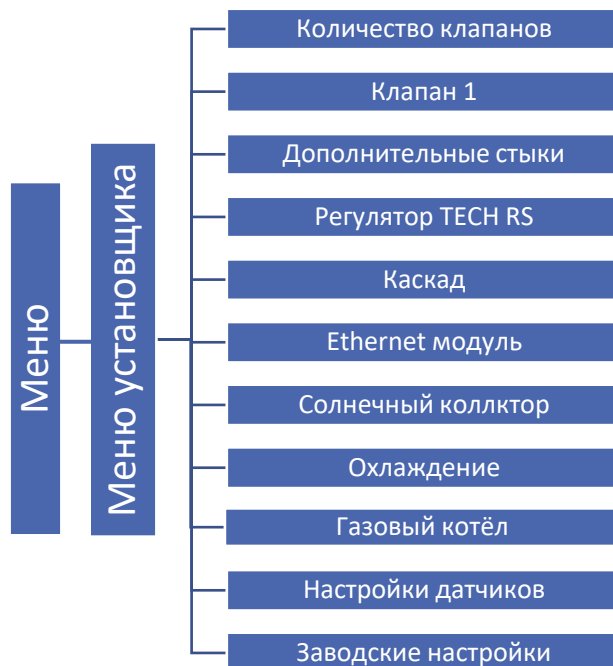 Меню
Меню установщика
Количество клапанов
Клапан 1
Дополнительные стыки
Регулятор TECH RS
Каскад
Ethernet модуль
Солнечный коллктор
Охлаждение
Газовый котёл
Настройки датчиков
Заводские настройки